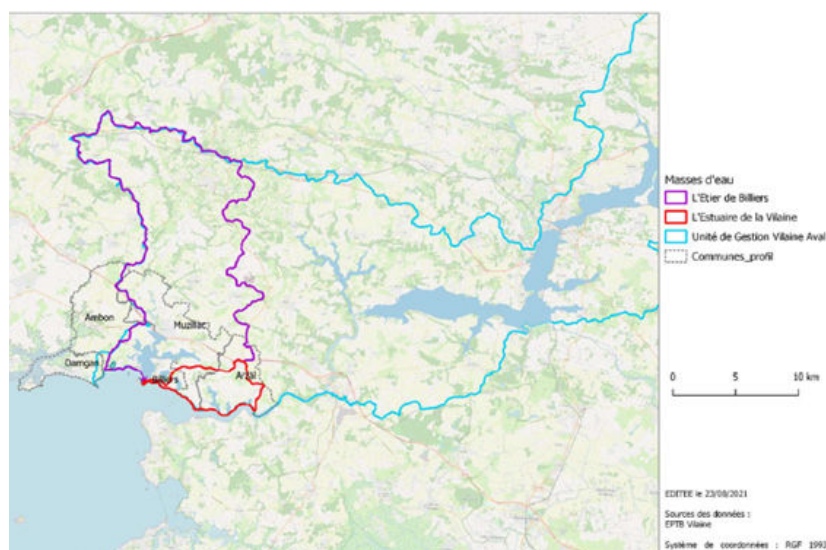 Ambon
Muzillac
Damgan
Billiers
Arzal
Masses d'eau
L'Etier de Billiers
L'Estuaire de la Vilaine
Unité de Gestion Vilaine Aval
Communes_profil
0 5 10 km
EDITEE le 23/08/2021
Sources des données :
EPTB Vilaine
Système de coordonnées : RGF 1993